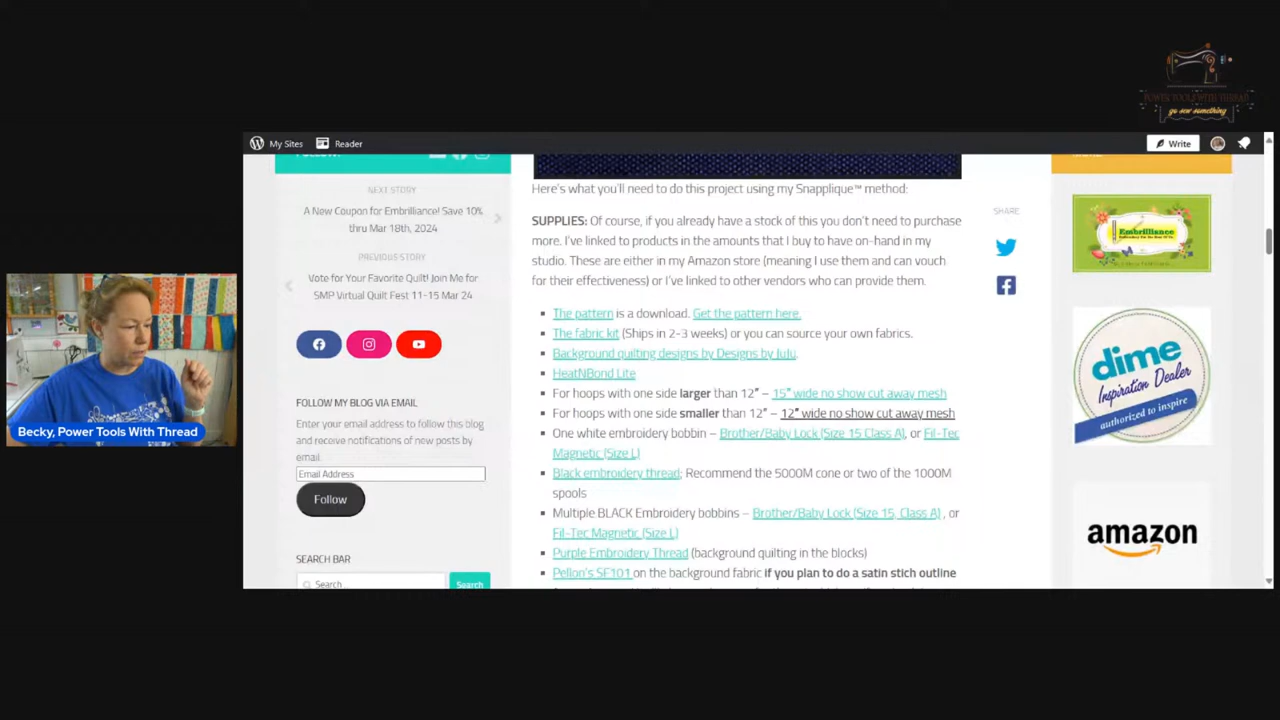 POWER TOOLS WITH THREAD
go sew something
My Sites
Reader
Write
NEXT STORY
A New Coupon for Embrilliance! Save 10%
thru Mar 18th, 2024
PREVIOUS STORY
Vote for Your Favorite Quilt! Join Me for
SMP Virtual Quilt Fest 11-15 Mar 24
FOLLOW MY BLOG VIA EMAIL
Enter your email address to follow this blog
and receive notifications of new posts by
email.
Email Address
Follow
SEARCH BAR
Search...
Search
Here's what you'll need to do this project using my Snapplique™ method:
SUPPLIES: Of course, if you already have a stock of this you don't need to purchase
more. I've linked to products in the amounts that I buy to have on-hand in my
studio. These are either in my Amazon store (meaning I use them and can vouch
for their effectiveness) or I've linked to other vendors who can provide them.
The pattern is a download. Get the pattern here.
The fabric kit (Ships in 2-3 weeks) or you can source your own fabrics.
Background quilting designs by Designs by JuJu.
HeatNBond Lite
For hoops with one side larger than 12″ – 15″ wide no show cut away mesh
For hoops with one side smaller than 12″ – 12″ wide no show cut away mesh
One white embroidery bobbin – Brother/Baby Lock (Size 15 Class A), or Fil-Tec
Magnetic (Size L)
Black embroidery thread; Recommend the 5000M cone or two of the 1000M
spools
Multiple BLACK Embroidery bobbins – Brother/Baby Lock (Size 15, Class A) , or
Fil-Tec Magnetic (Size L)
Purple Embroidery Thread (background quilting in the blocks)
Pellon's SF101 on the background fabric if you plan to do a satin stich outline
SHARE
Embrilliance
dime
Inspiration Dealer
authorized to inspire
amazon
Becky, Power Tools With Thread